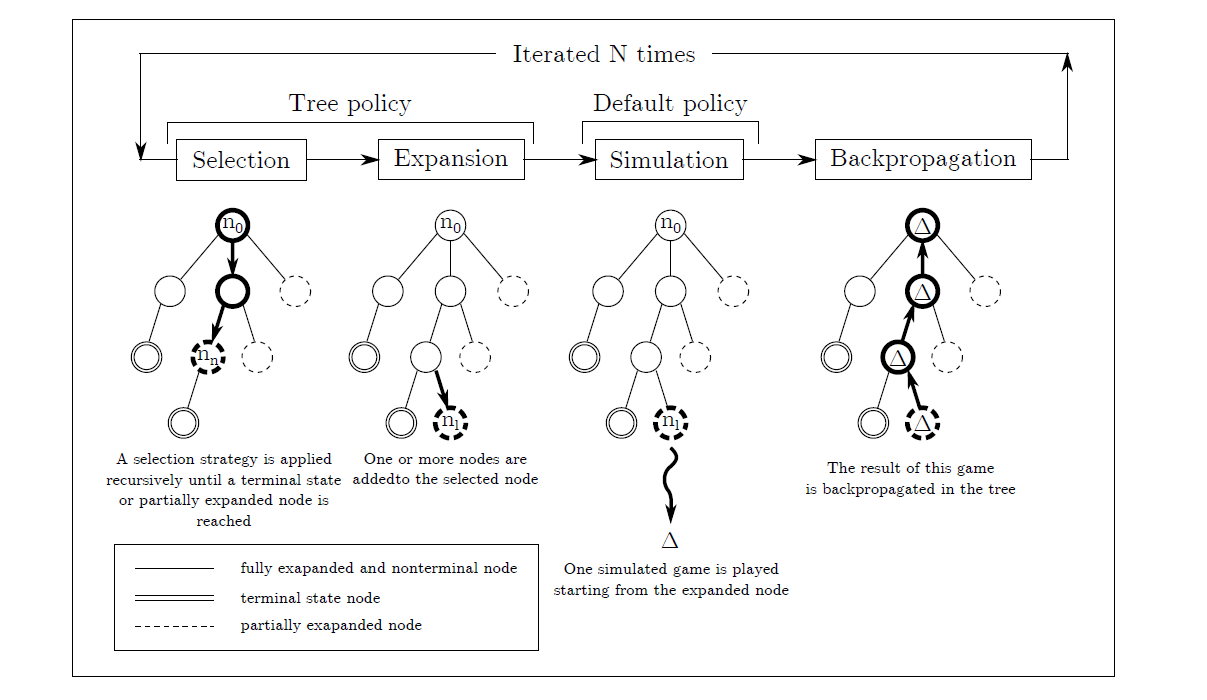 Iterated N times
Tree policy
Default policy
Selection
Expansion
Simulation
Backpropagation
n0
n0
n0
Δ
Δ
nn
Δ
nl
nl
Δ
A selection strategy is applied
recursively until a terminal state
or partially expanded node is
reached
One or more nodes are
addedto the selected node
Δ
One simulated game is played
starting from the expanded node
The result of this game
is backpropagated in the tree
fully exapanded and nonterminal node
terminal state node
partially exapanded node